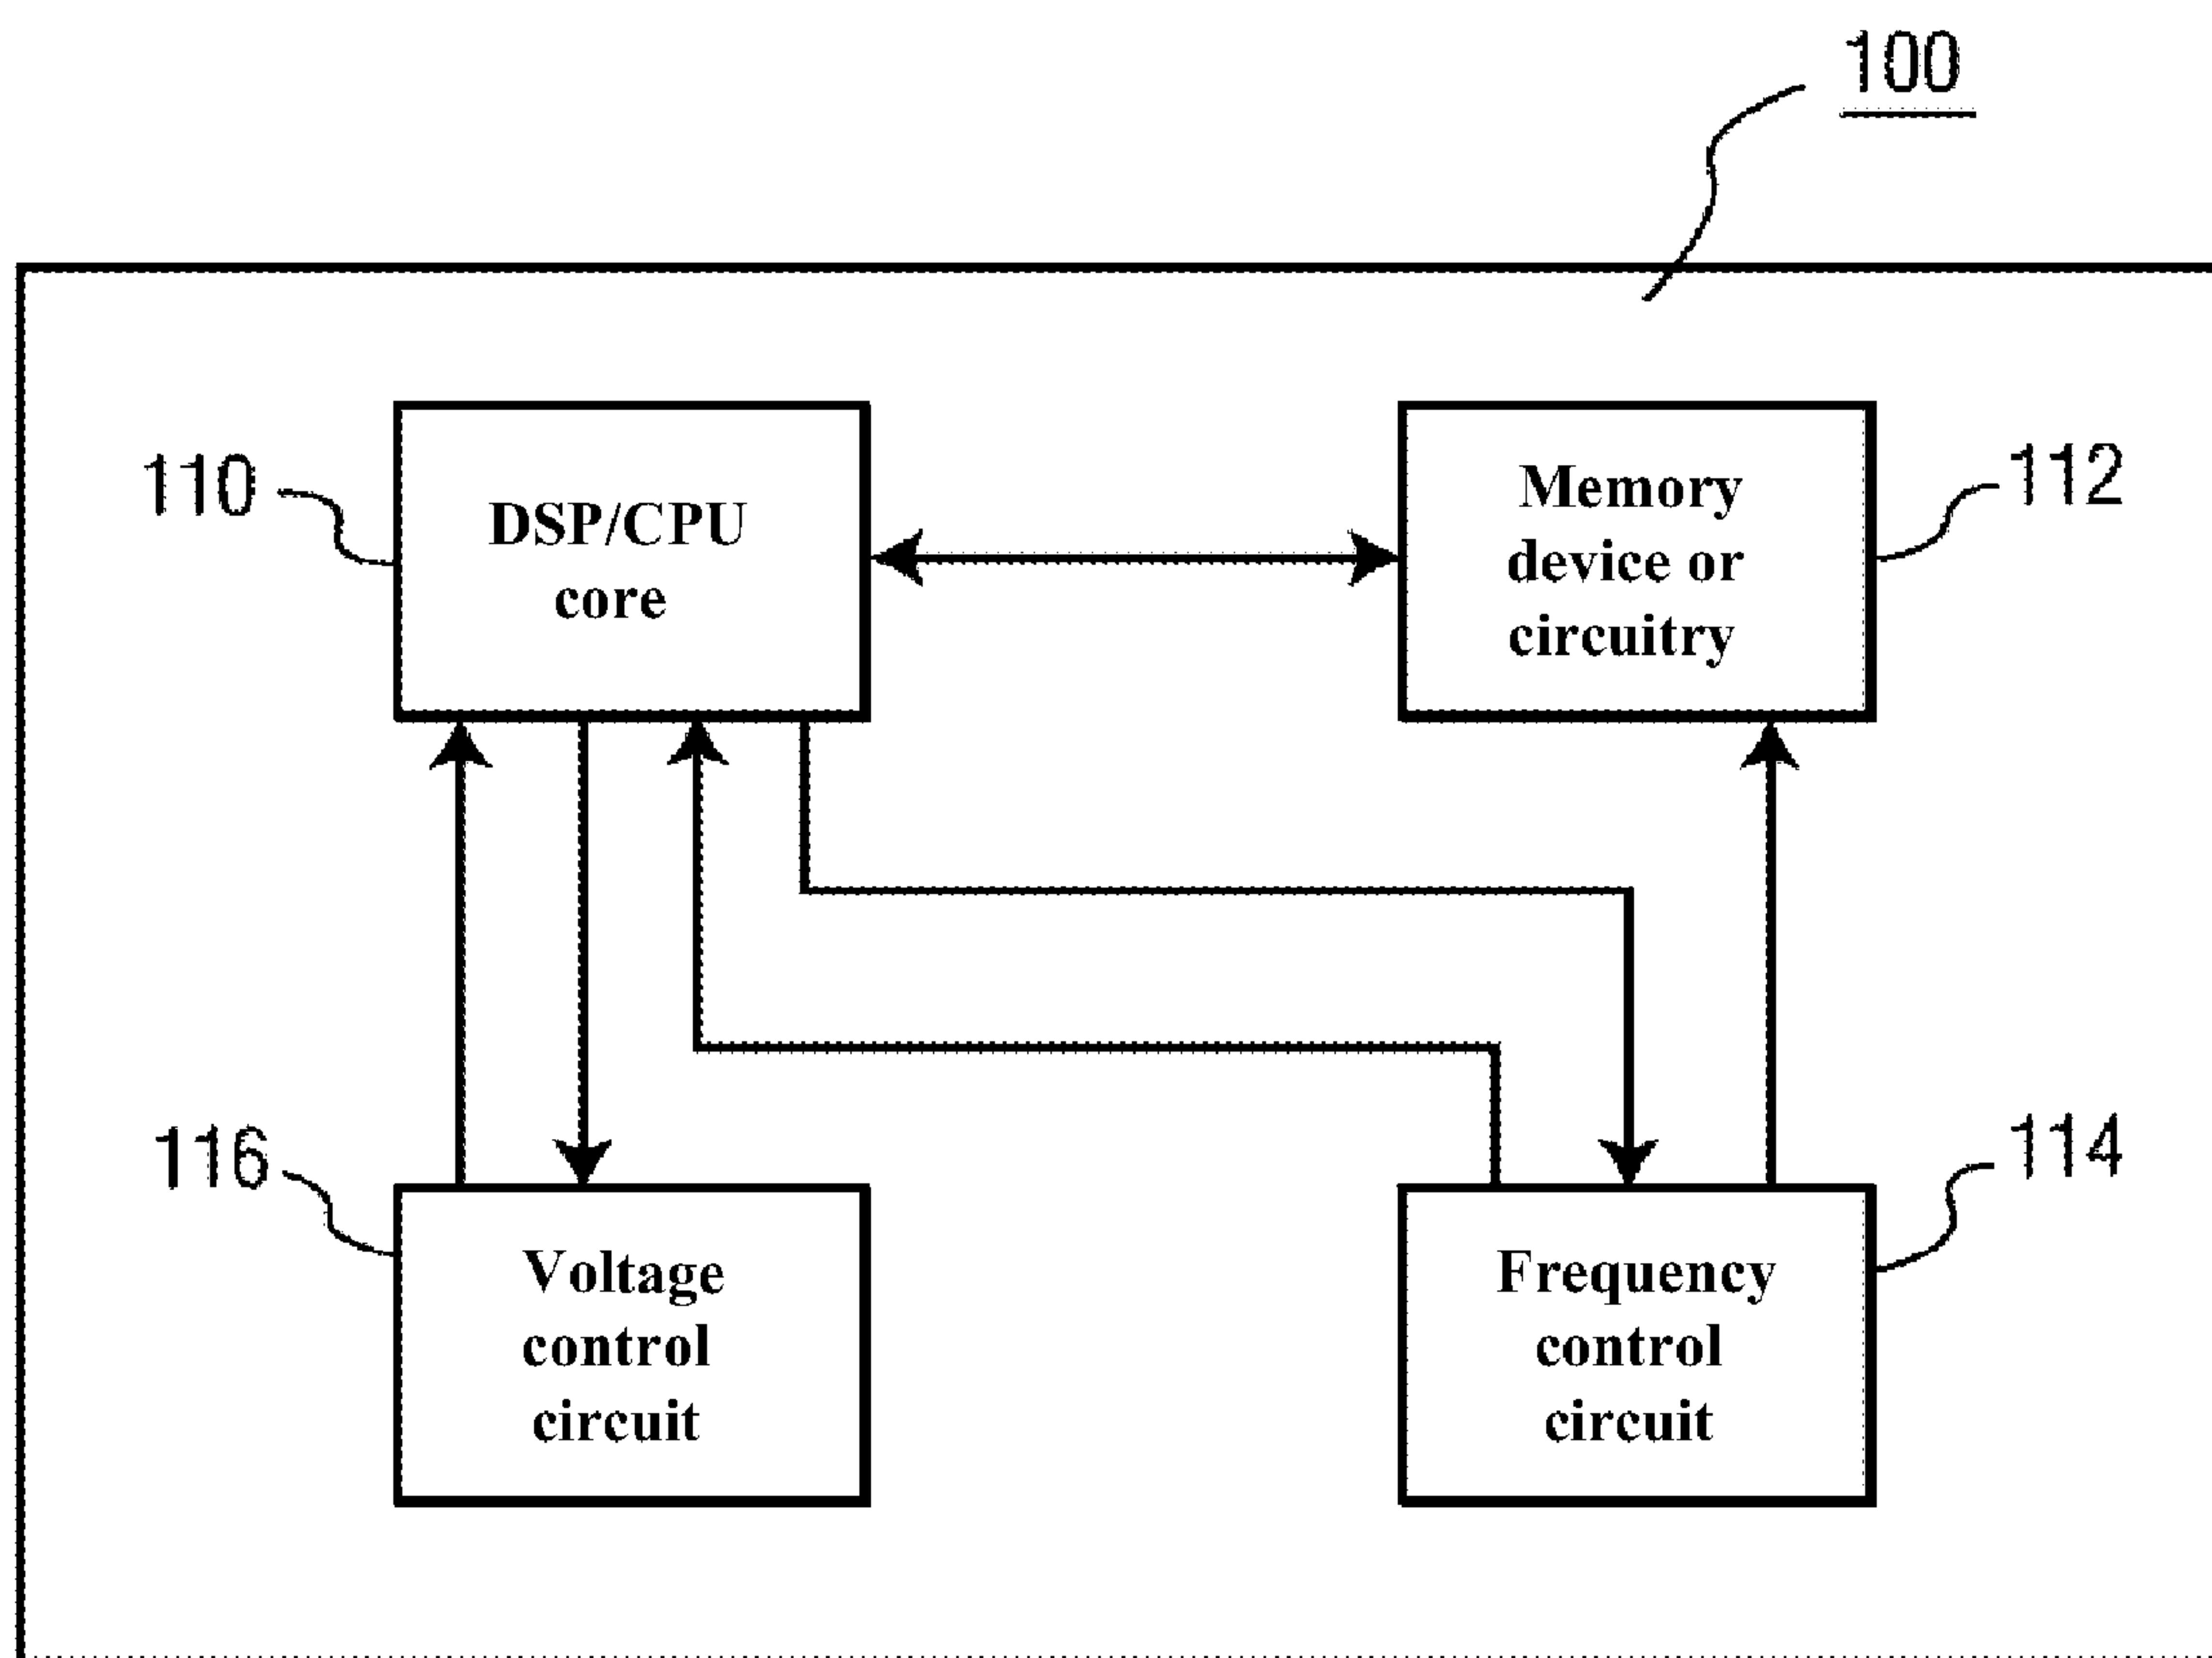 100
110
DSP/CPU
core
Memory
device or
circuitry
112
116
Voltage
control
circuit
Frequency
control
circuit
114